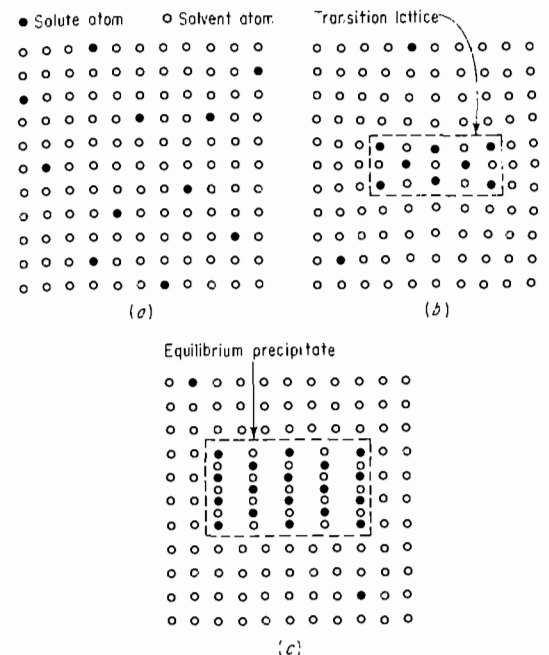 Solute atom
Solvent atom
Transition lattice
(a)
(b)
Equilibrium precipitate
(c)